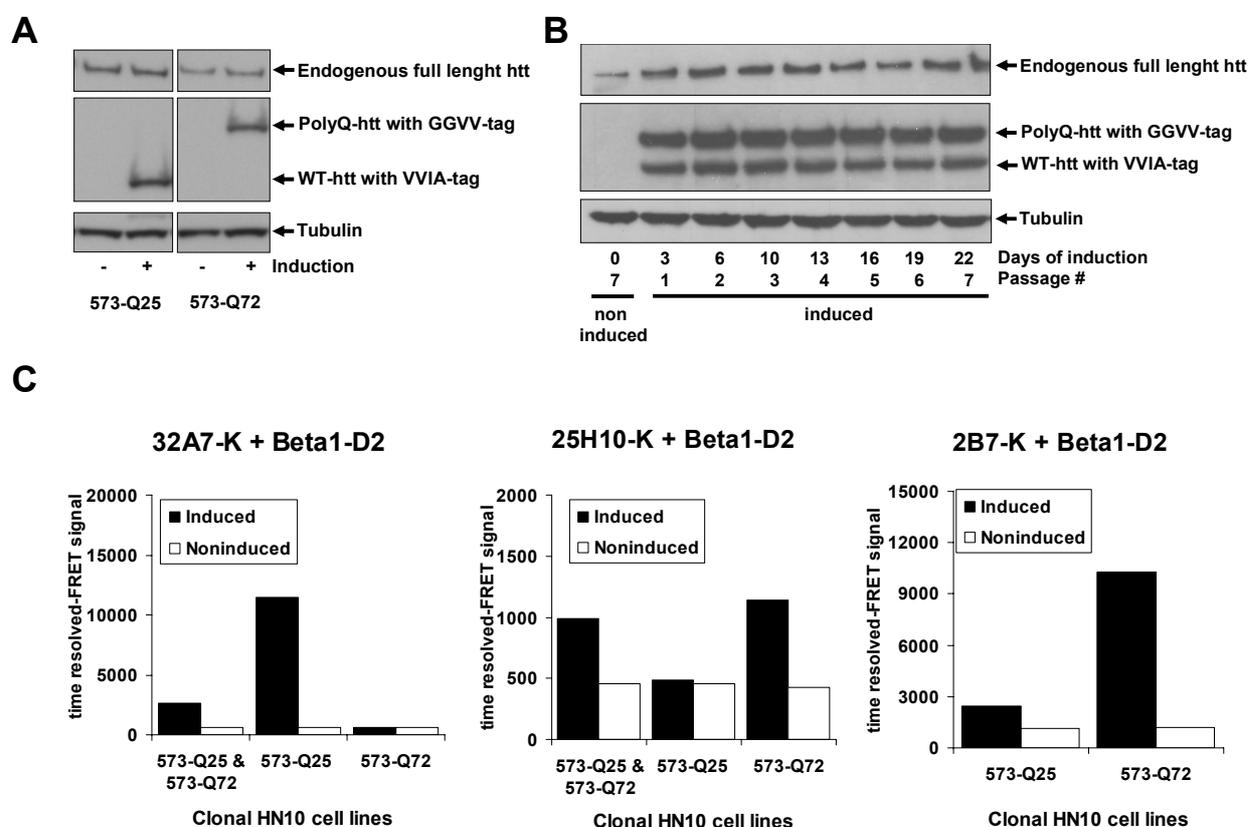 A
Endogenous full lenght htt
PolyQ-htt with GGVV-tag
WT-htt with VVIA-tag
Tubulin
- + - + Induction
573-Q25 573-Q72
B
Endogenous full lenght htt
PolyQ-htt with GGVV-tag
WT-htt with VVIA-tag
Tubulin
0 3 6 10 13 16 19 22 Days of induction
7 1 2 3 4 5 6 7 Passage #
non
induced
induced
C
32A7-K + Beta1-D2
time resolved-FRET signal
20000
15000
10000
5000
0
Induced
Noninduced
573-Q25 &
573-Q72
573-Q25
573-Q72
Clonal HN10 cell lines
25H10-K + Beta1-D2
time resolved-FRET signal
2000
1500
1000
500
0
Induced
Noninduced
573-Q25 &
573-Q72
573-Q25
573-Q72
Clonal HN10 cell lines
2B7-K + Beta1-D2
time resolved-FRET signal
15000
12000
9000
6000
3000
0
Induced
Noninduced
573-Q25
573-Q72
Clonal HN10 cell lines